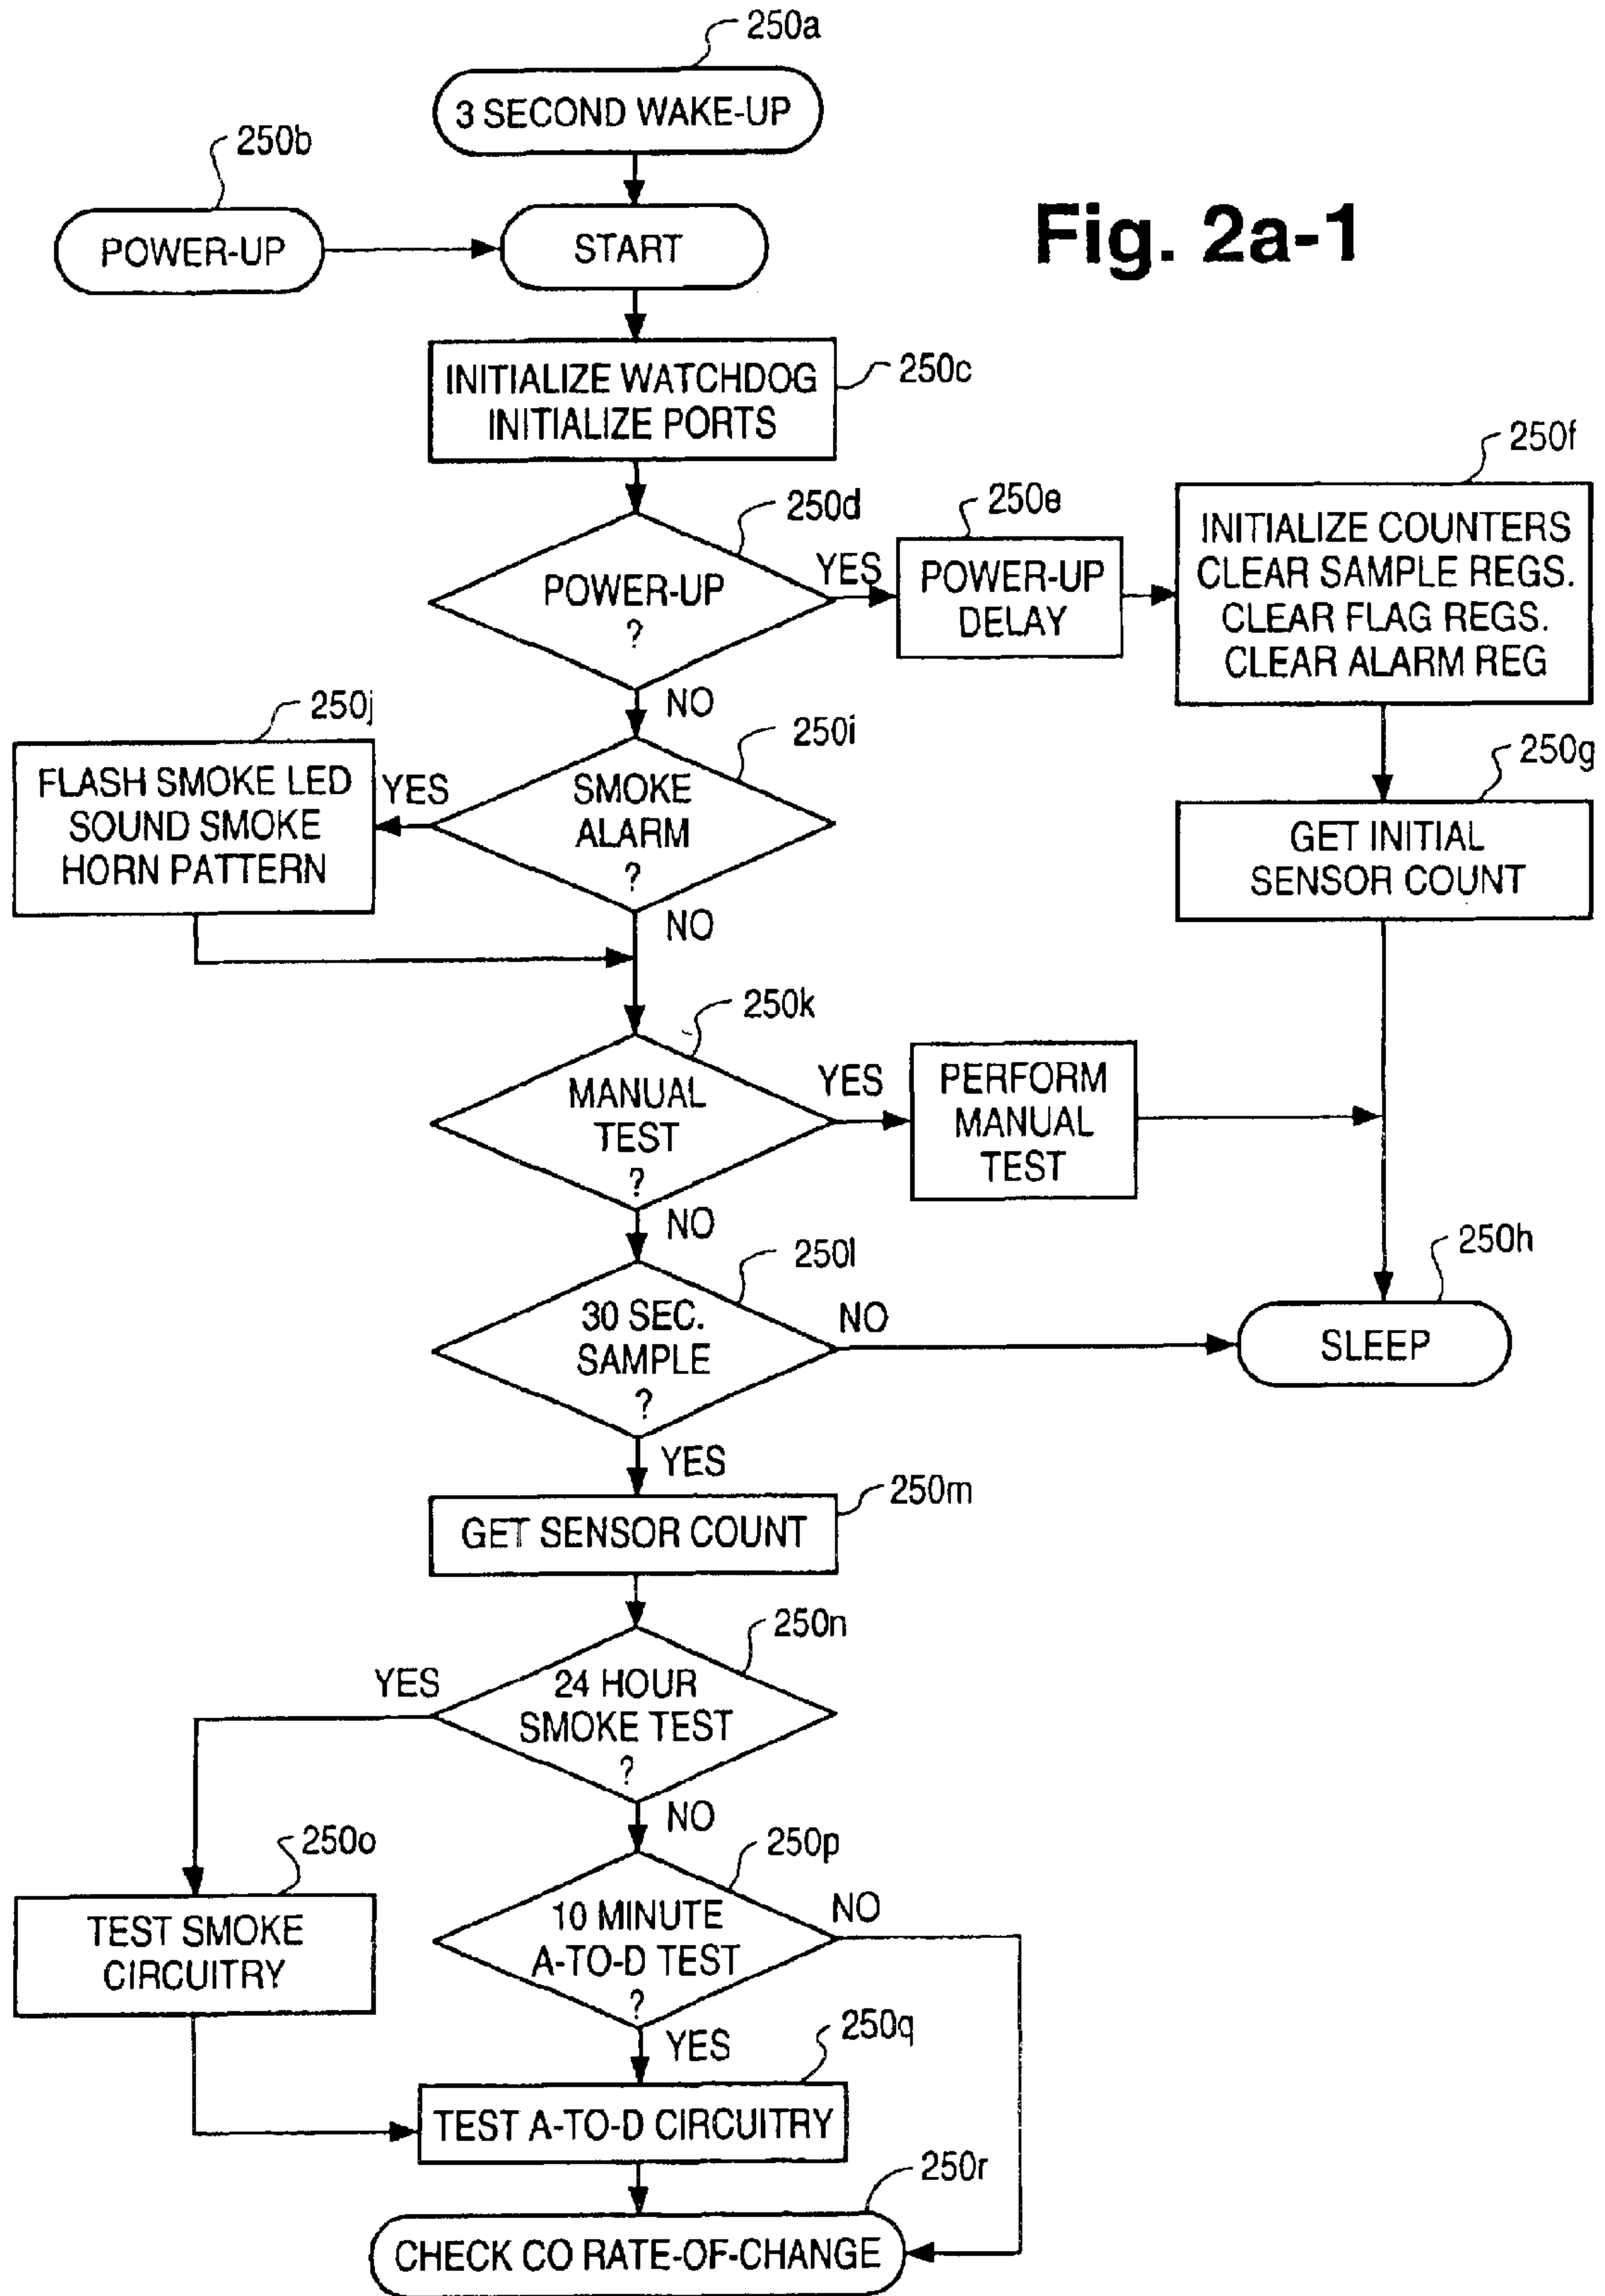 250a
3 SECOND WAKE-UP
250b
POWER-UP
START
Fig. 2a-1
INITIALIZE WATCHDOG
INITIALIZE PORTS
250c
250d
POWER-UP
?
YES
NO
250e
POWER-UP
DELAY
250f
INITIALIZE COUNTERS
CLEAR SAMPLE REGS.
CLEAR FLAG REGS.
CLEAR ALARM REG
250g
GET INITIAL
SENSOR COUNT
250i
SMOKE
ALARM
?
YES
NO
250j
FLASH SMOKE LED
SOUND SMOKE
HORN PATTERN
250k
MANUAL
TEST
?
YES
NO
PERFORM
MANUAL
TEST
250l
30 SEC.
SAMPLE
?
NO
YES
250h
SLEEP
250m
GET SENSOR COUNT
250n
24 HOUR
SMOKE TEST
?
YES
NO
250o
TEST SMOKE
CIRCUITRY
250p
10 MINUTE
A-TO-D TEST
?
NO
YES
250q
TEST A-TO-D CIRCUITRY
250r
CHECK CO RATE-OF-CHANGE